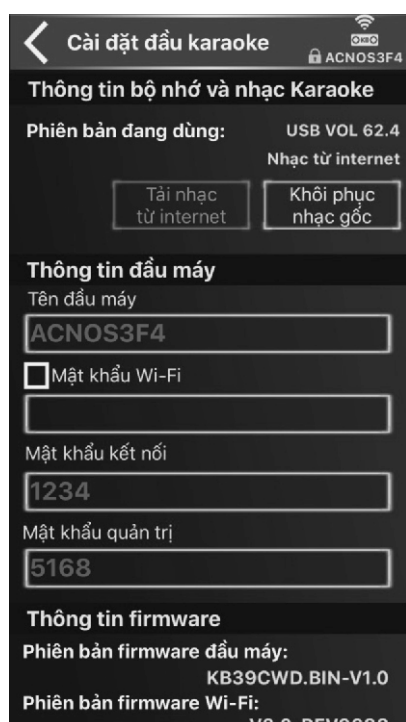 Cài đặt đầu karaoke
ACNOS3F4
Thông tin bộ nhớ và nhạc Karaoke
Phiên bản đang dùng:
USB VOL 62.4
Nhạc từ internet
Tải nhạc
từ internet
Khôi phục
nhạc gốc
Thông tin đầu máy
Tên đầu máy
ACNOS3F4
Mật khẩu Wi-Fi
Mật khẩu kết nối
1234
Mật khẩu quản trị
5168
Thông tin firmware
Phiên bản firmware đầu máy:
KB39CWD.BIN-V1.0
Phiên bản firmware Wi-Fi: